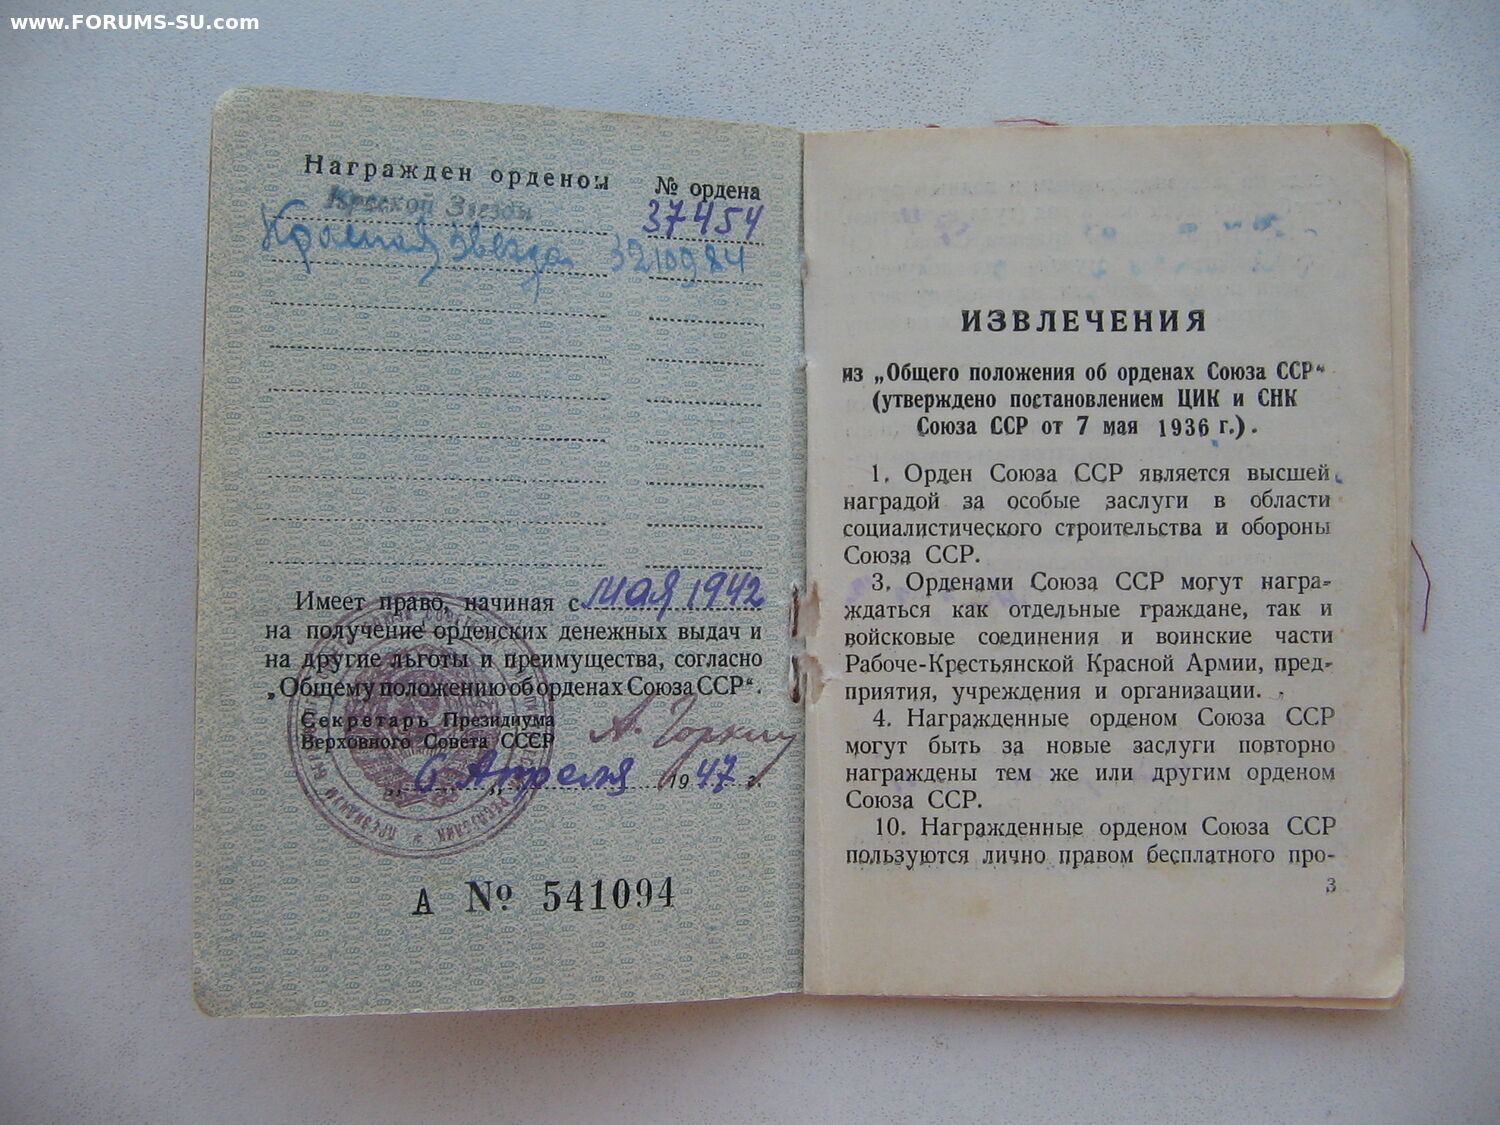 www.FORUMS-SU.com
Награжден орденом № ордена
Красной Звезды 37454
Красная Звезда 3210984
Имеет право, начиная с мая 1942
на получение орденских денежных выдач и
на другие льготы и преимущества, согласно
„Общему положению об орденах Союза ССР“.
Секретарь Президиума
Верховного Совета СССР
А. Горкин
„6„ Апреля 1947 г.
А № 541094
ИЗВЛЕЧЕНИЯ
из „Общего положения об орденах Союза ССР“
(утверждено постановлением ЦИК и СНК
Союза ССР от 7 мая 1936 г.).
1. Орден Союза ССР является высшей
наградой за особые заслуги в области
социалистического строительства и обороны
Союза ССР.
3. Орденами Союза ССР могут награ-
ждаться как отдельные граждане, так и
войсковые соединения и воинские части
Рабоче-Крестьянской Красной Армии, пред-
приятия, учреждения и организации.
4. Награжденные орденом Союза ССР
могут быть за новые заслуги повторно
награждены тем же или другим орденом
Союза ССР.
10. Награжденные орденом Союза ССР
пользуются лично правом бесплатного про-
3